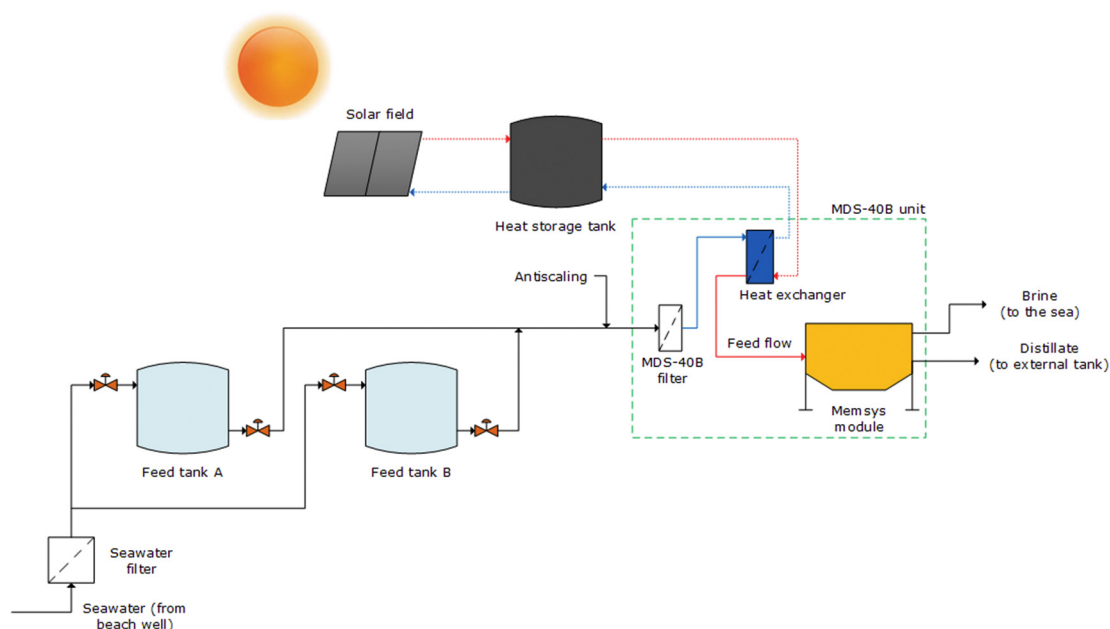 Solar field
Heat storage tank
MDS-40B unit
Antiscaling
Heat exchanger
Brine
(to the sea)
MDS-40B
filter
Feed flow
Distillate
(to external tank)
Memsys
module
Feed tank A
Feed tank B
Seawater
filter
Seawater (from
beach well)